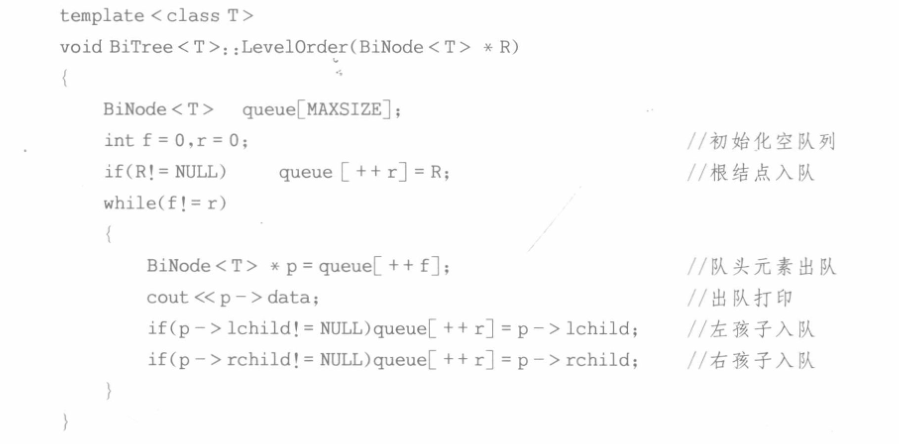 template<class T>
void BiTree<T>::LevelOrder(BiNode<T> *R)
{
BiNode<T> queue[MAXSIZE];
int f=0,r=0; //初始化空队列
if(R!=NULL) queue [++r]=R; //根结点入队
while(f!=r)
{
BiNode<T> *p=queue[++f]; //队头元素出队
cout<<p->data; //出队打印
if(p->lchild!=NULL)queue[++r]=p->lchild; //左孩子入队
if(p->rchild!=NULL)queue[++r]=p->rchild; //右孩子入队
}
}